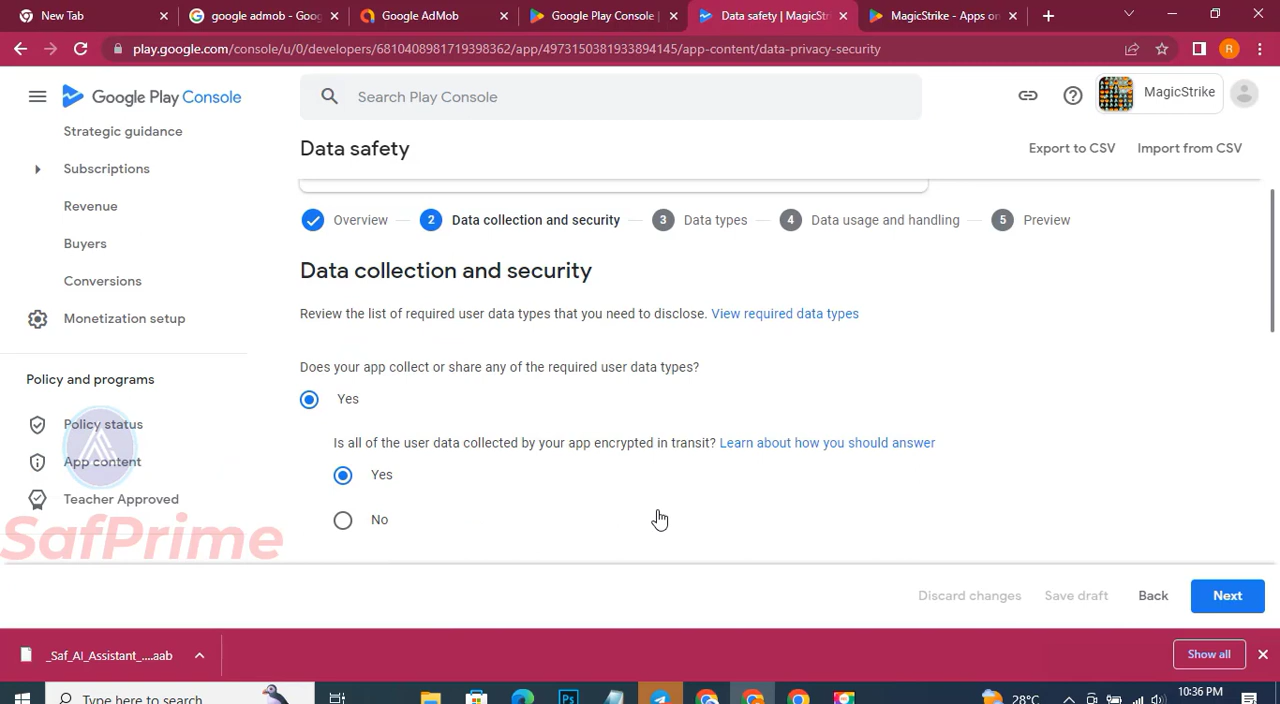 New Tab
google admob - Goog
Google AdMob
Google Play Console |
Data safety | MagicStri
MagicStrike - Apps on
play.google.com/console/u/0/developers/6810408981719398362/app/4973150381933894145/app-content/data-privacy-security
R
Google Play Console
Search Play Console
MagicStrike
Strategic guidance
Subscriptions
Revenue
Buyers
Conversions
Monetization setup
Policy and programs
Policy status
App content
Teacher Approved
SafPrime
Data safety
Export to CSV
Import from CSV
Overview
2 Data collection and security
3 Data types
4 Data usage and handling
5 Preview
Data collection and security
Review the list of required user data types that you need to disclose. View required data types
Does your app collect or share any of the required user data types?
Yes
Is all of the user data collected by your app encrypted in transit? Learn about how you should answer
Yes
No
Discard changes
Save draft
Back
Next
_Saf_AI_Assistant_....aab
Show all
Type here to search
Ps
28°C
10:36 PM